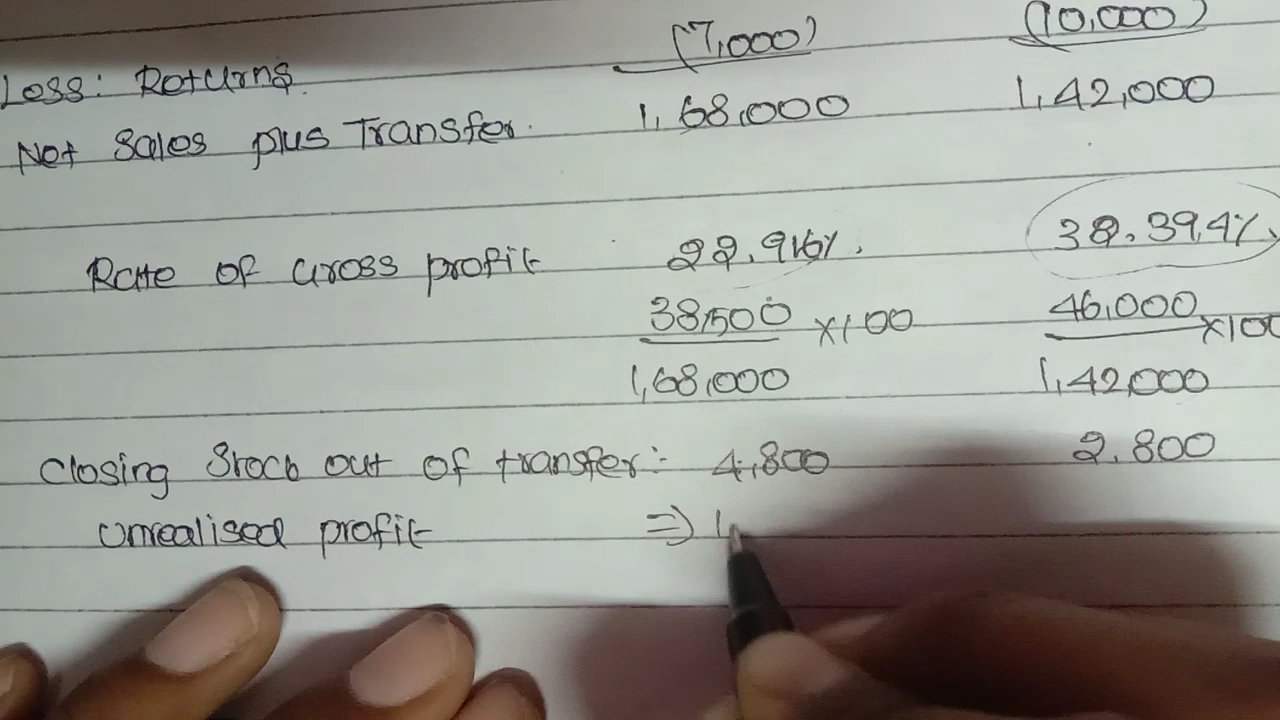 (7,000) (10,000)
Less: Returns.
Net Sales plus Transfer. 1,68,000 1,42,000
Rate of Gross profit 22.916%. 32.394%
38,500 ×100 46,000 ×100
1,68,000 1,42,000
Closing Stock out of transfer:- 4,800 2,800
Unrealised profit ⇒